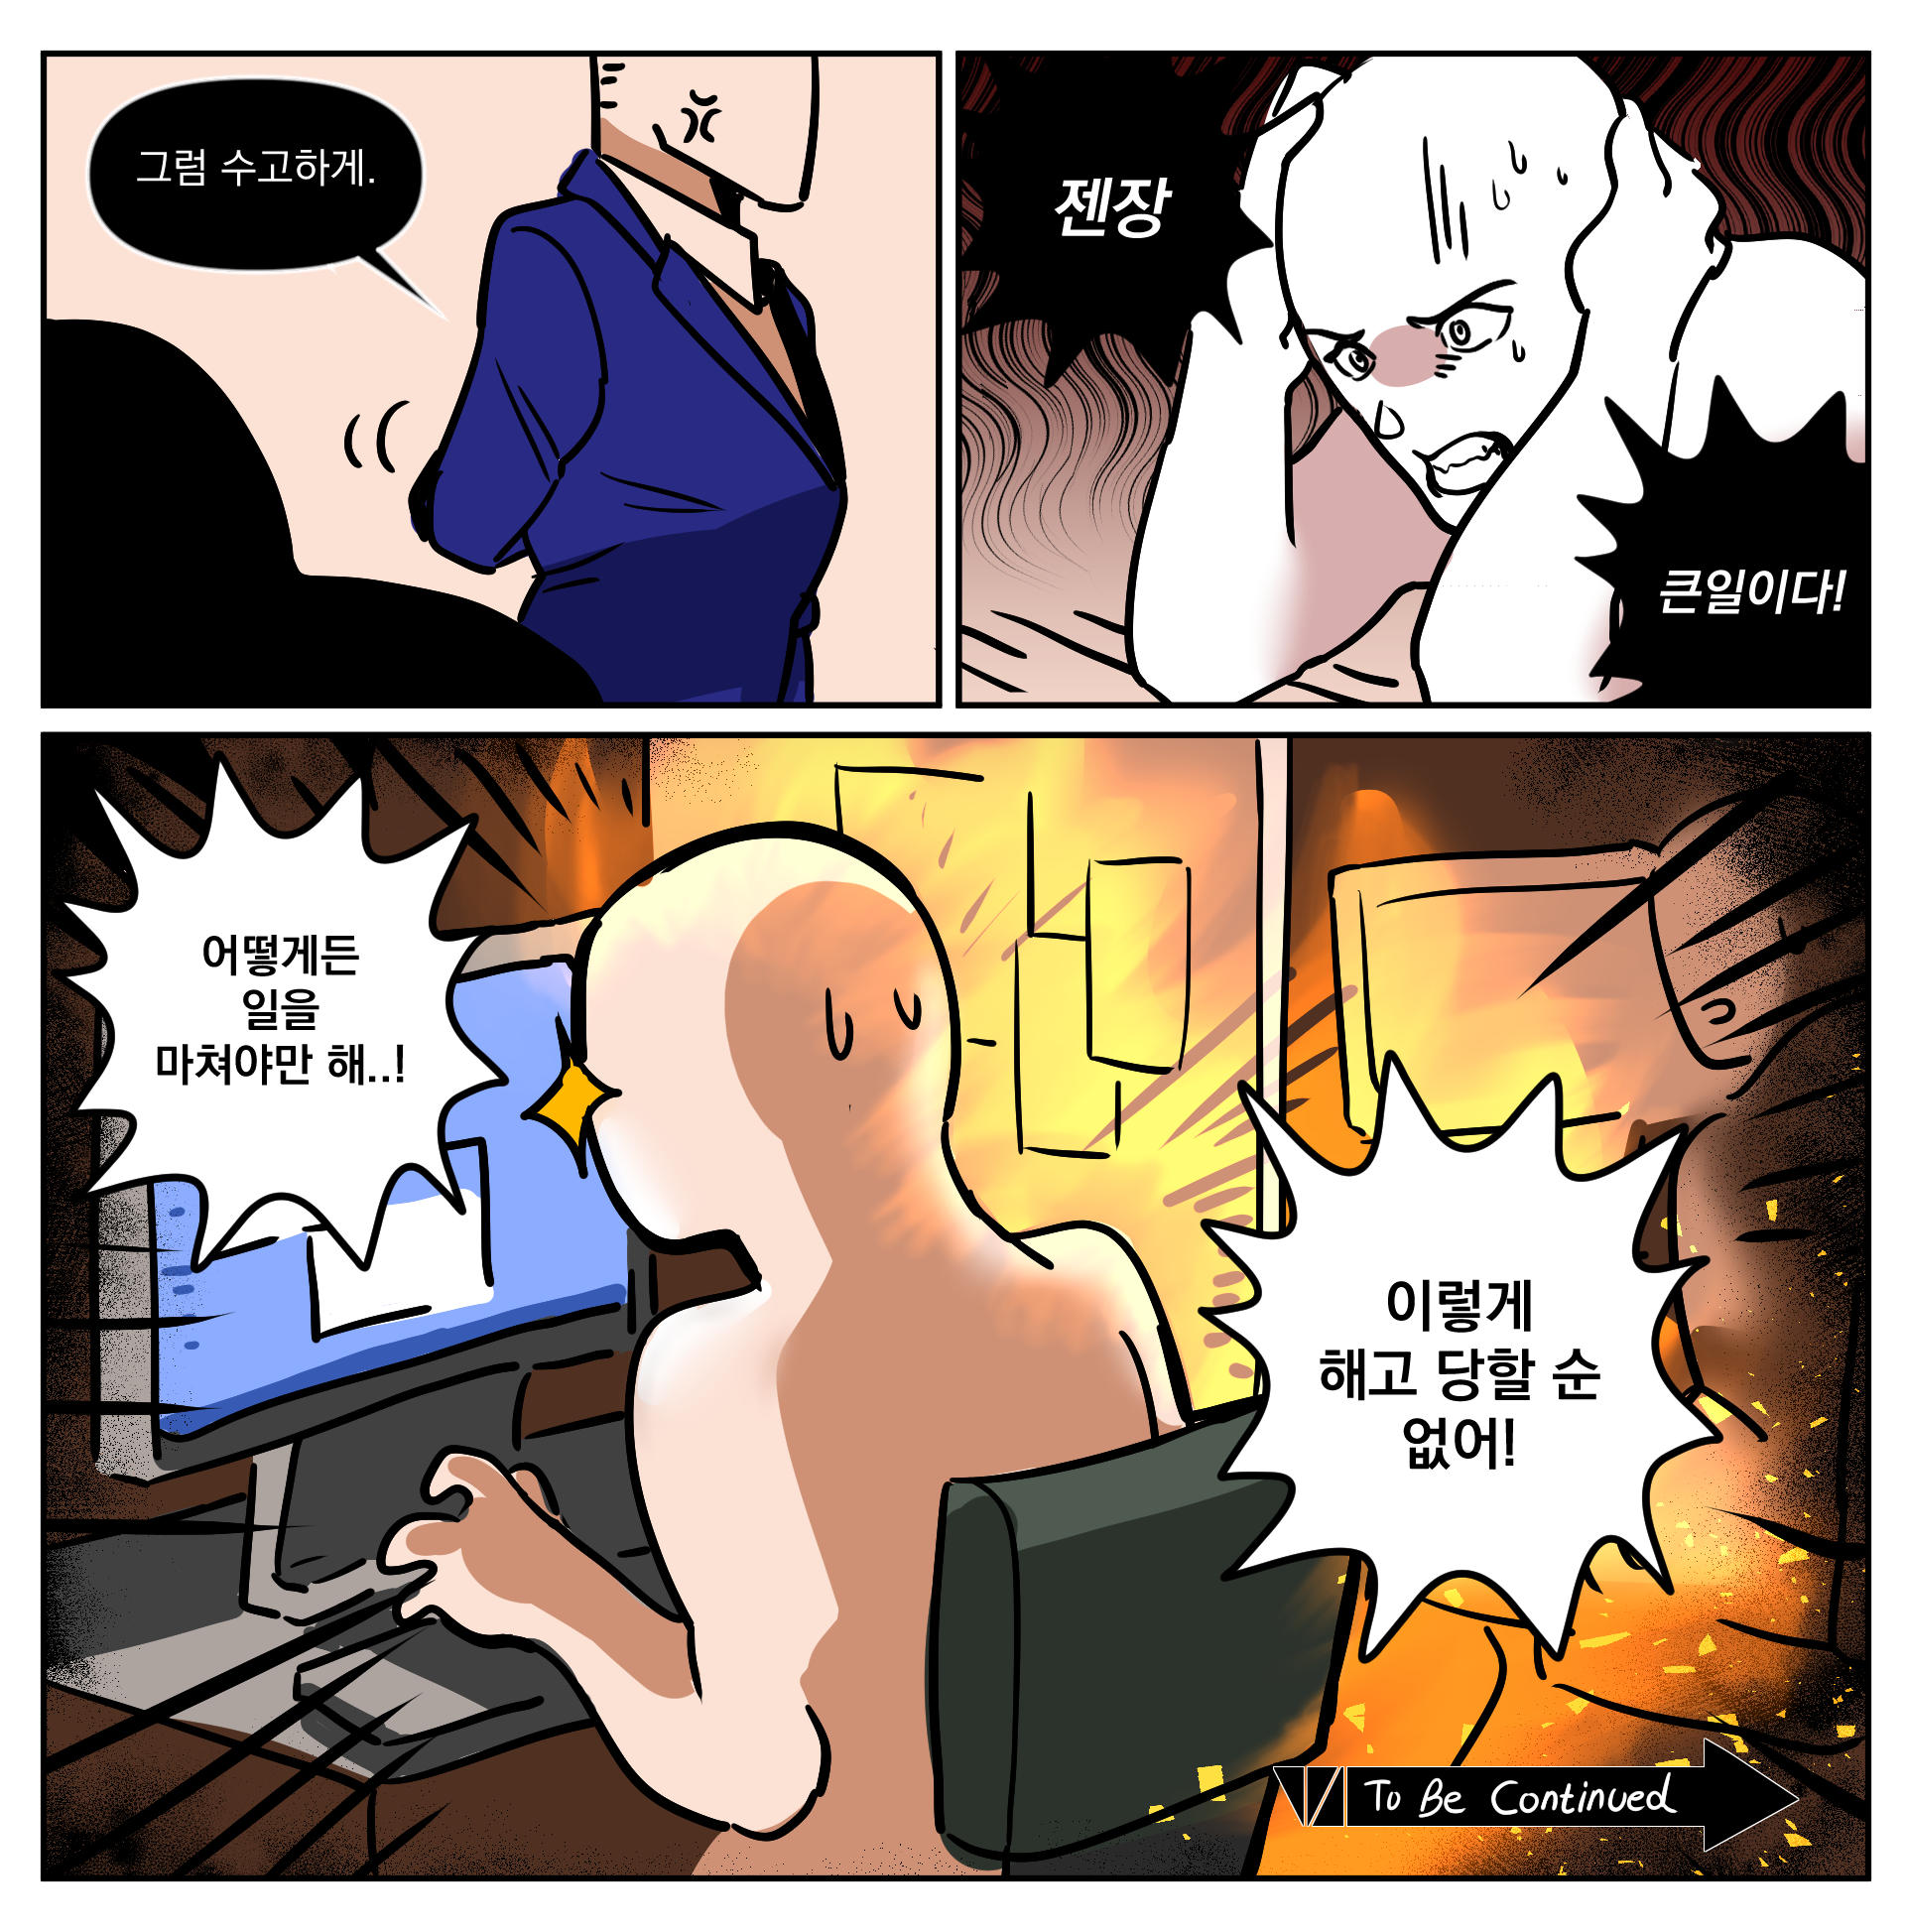 그럼 수고하게.
젠장
큰일이다!
어떻게든
일을
마쳐야만 해..!
이렇게
해고 당할 순
없어!
To Be Continued